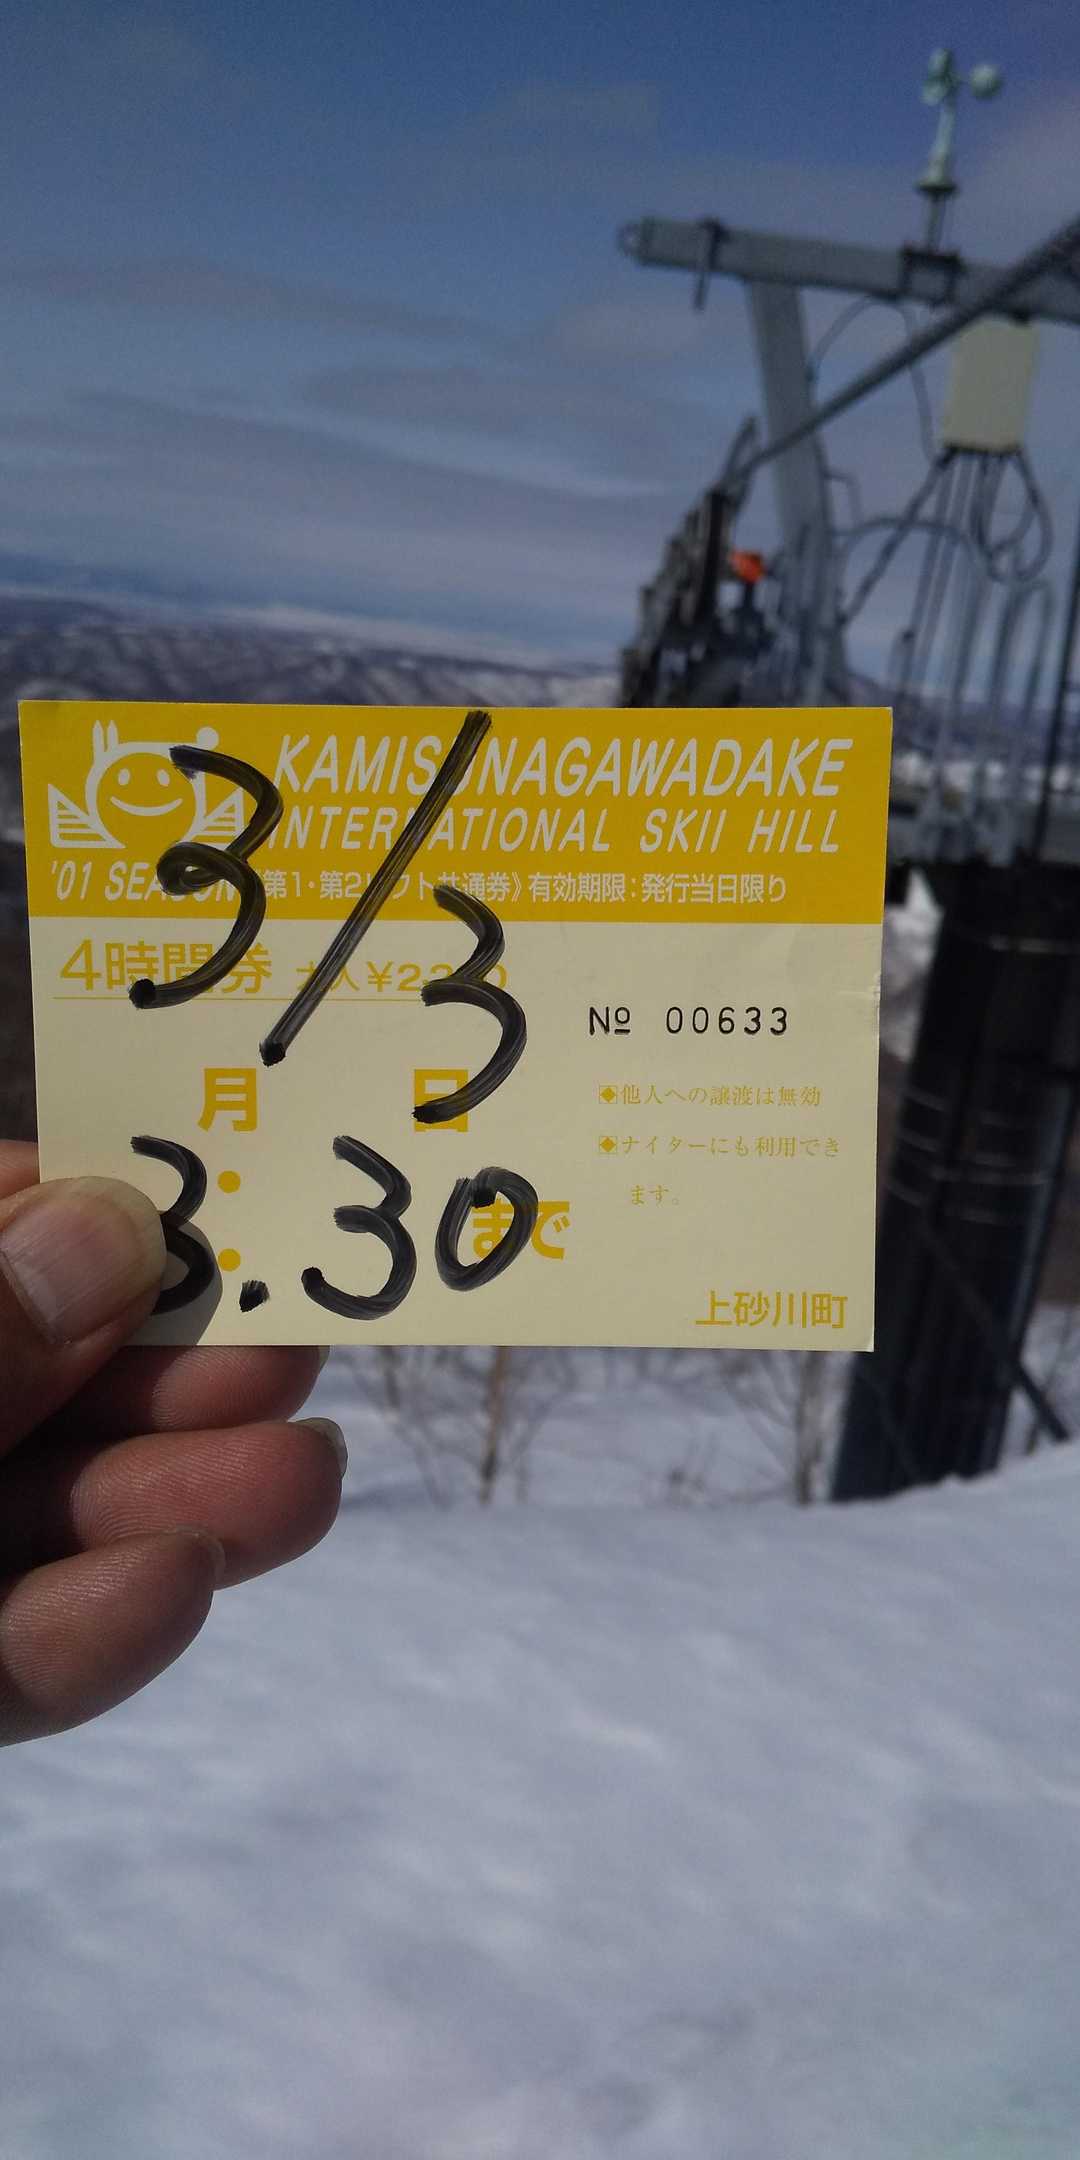 KAMISUNAGAWADAKE
INTERNATIONAL SKII HILL
'01 SEASON 《第1・第2リフト共通券》有効期限：発行当日限り
4時間券 大人
3/3
№ 00633
月 日
◈他人への譲渡は無効
◈ナイターにも利用でき
ます。
3.30
まで
上砂川町